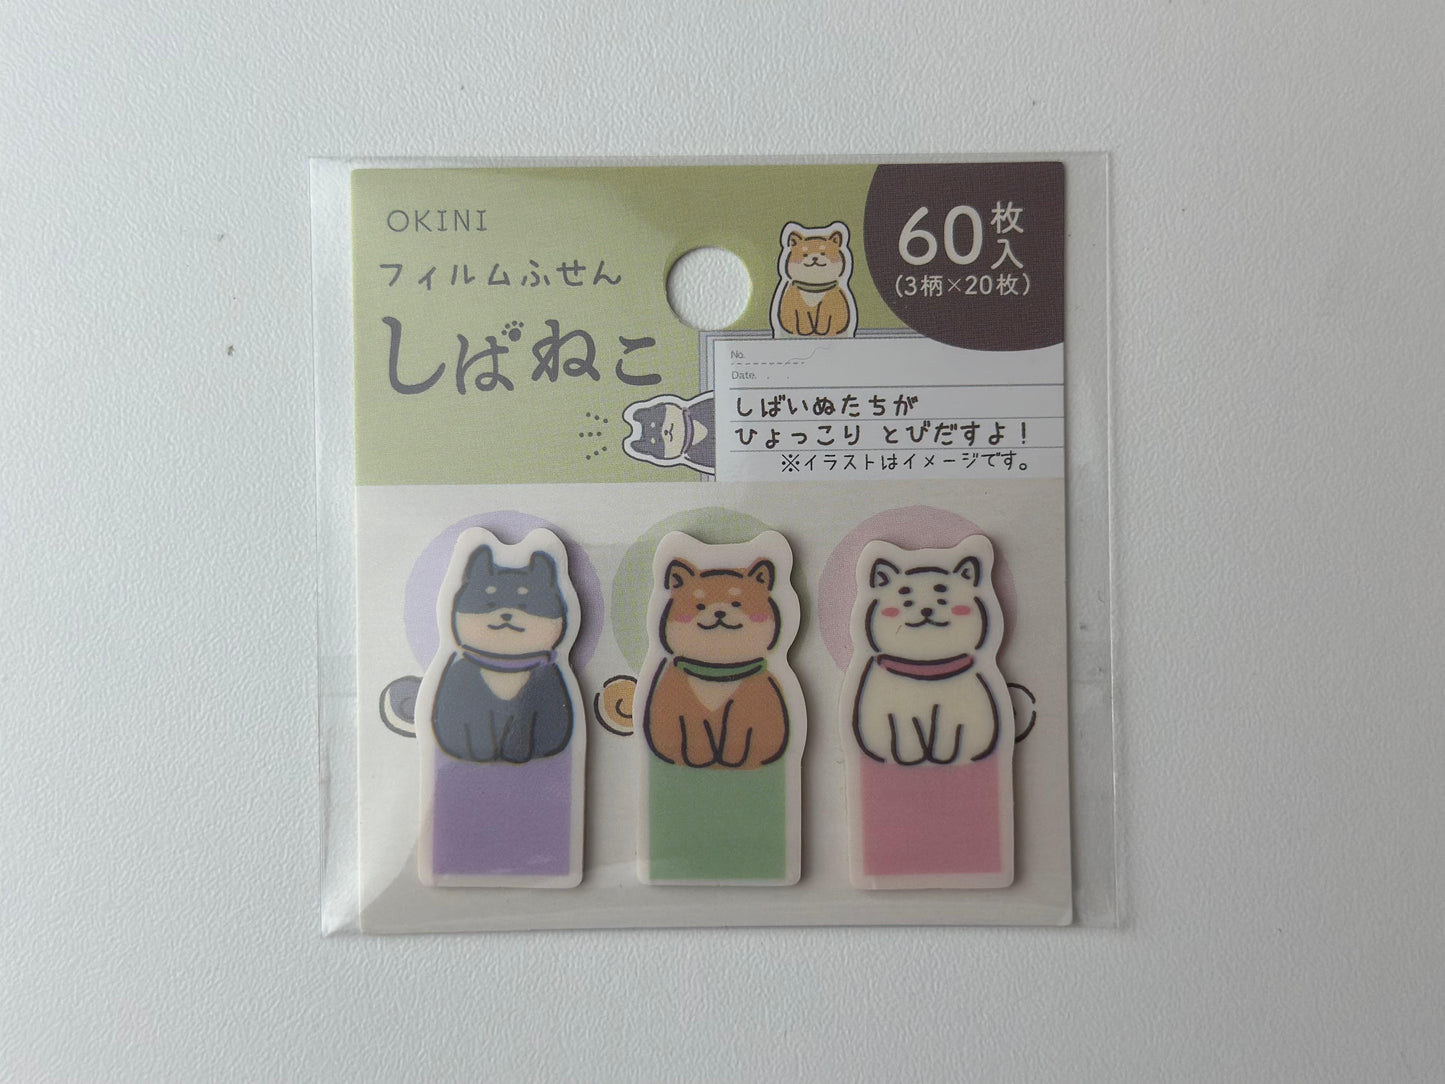 OKINI
フィルムふせん
しばねこ
60枚入
(3柄×20枚)
No.
Date. . .
しばいぬたちが
ひょっこり とびだすよ！
※イラストはイメージです。